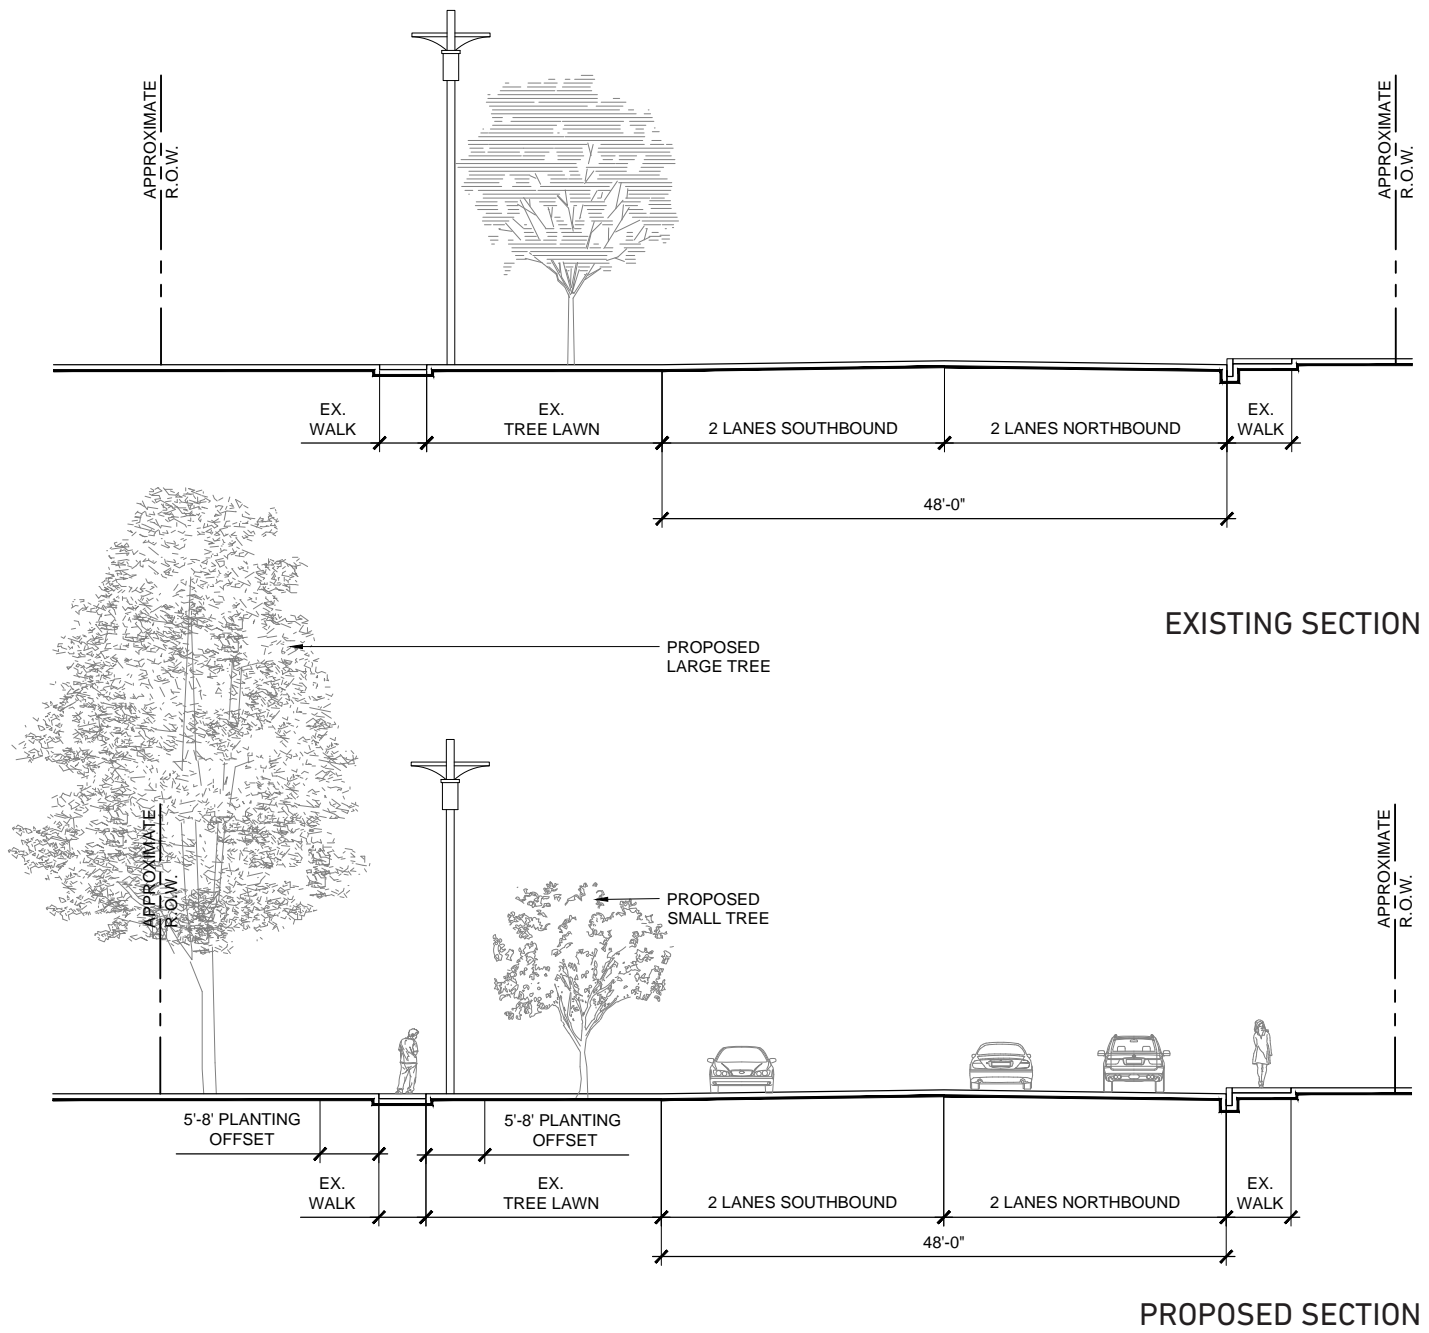 APPROXIMATE
R.O.W.
APPROXIMATE
R.O.W.
EX.
WALK
EX.
TREE LAWN
2 LANES SOUTHBOUND
2 LANES NORTHBOUND
EX.
WALK
48'-0"
EXISTING SECTION
PROPOSED
LARGE TREE
APPROXIMATE
R.O.W.
PROPOSED
SMALL TREE
APPROXIMATE
R.O.W.
5'-8' PLANTING
OFFSET
5'-8' PLANTING
OFFSET
EX.
WALK
EX.
TREE LAWN
2 LANES SOUTHBOUND
2 LANES NORTHBOUND
EX.
WALK
48'-0"
PROPOSED SECTION